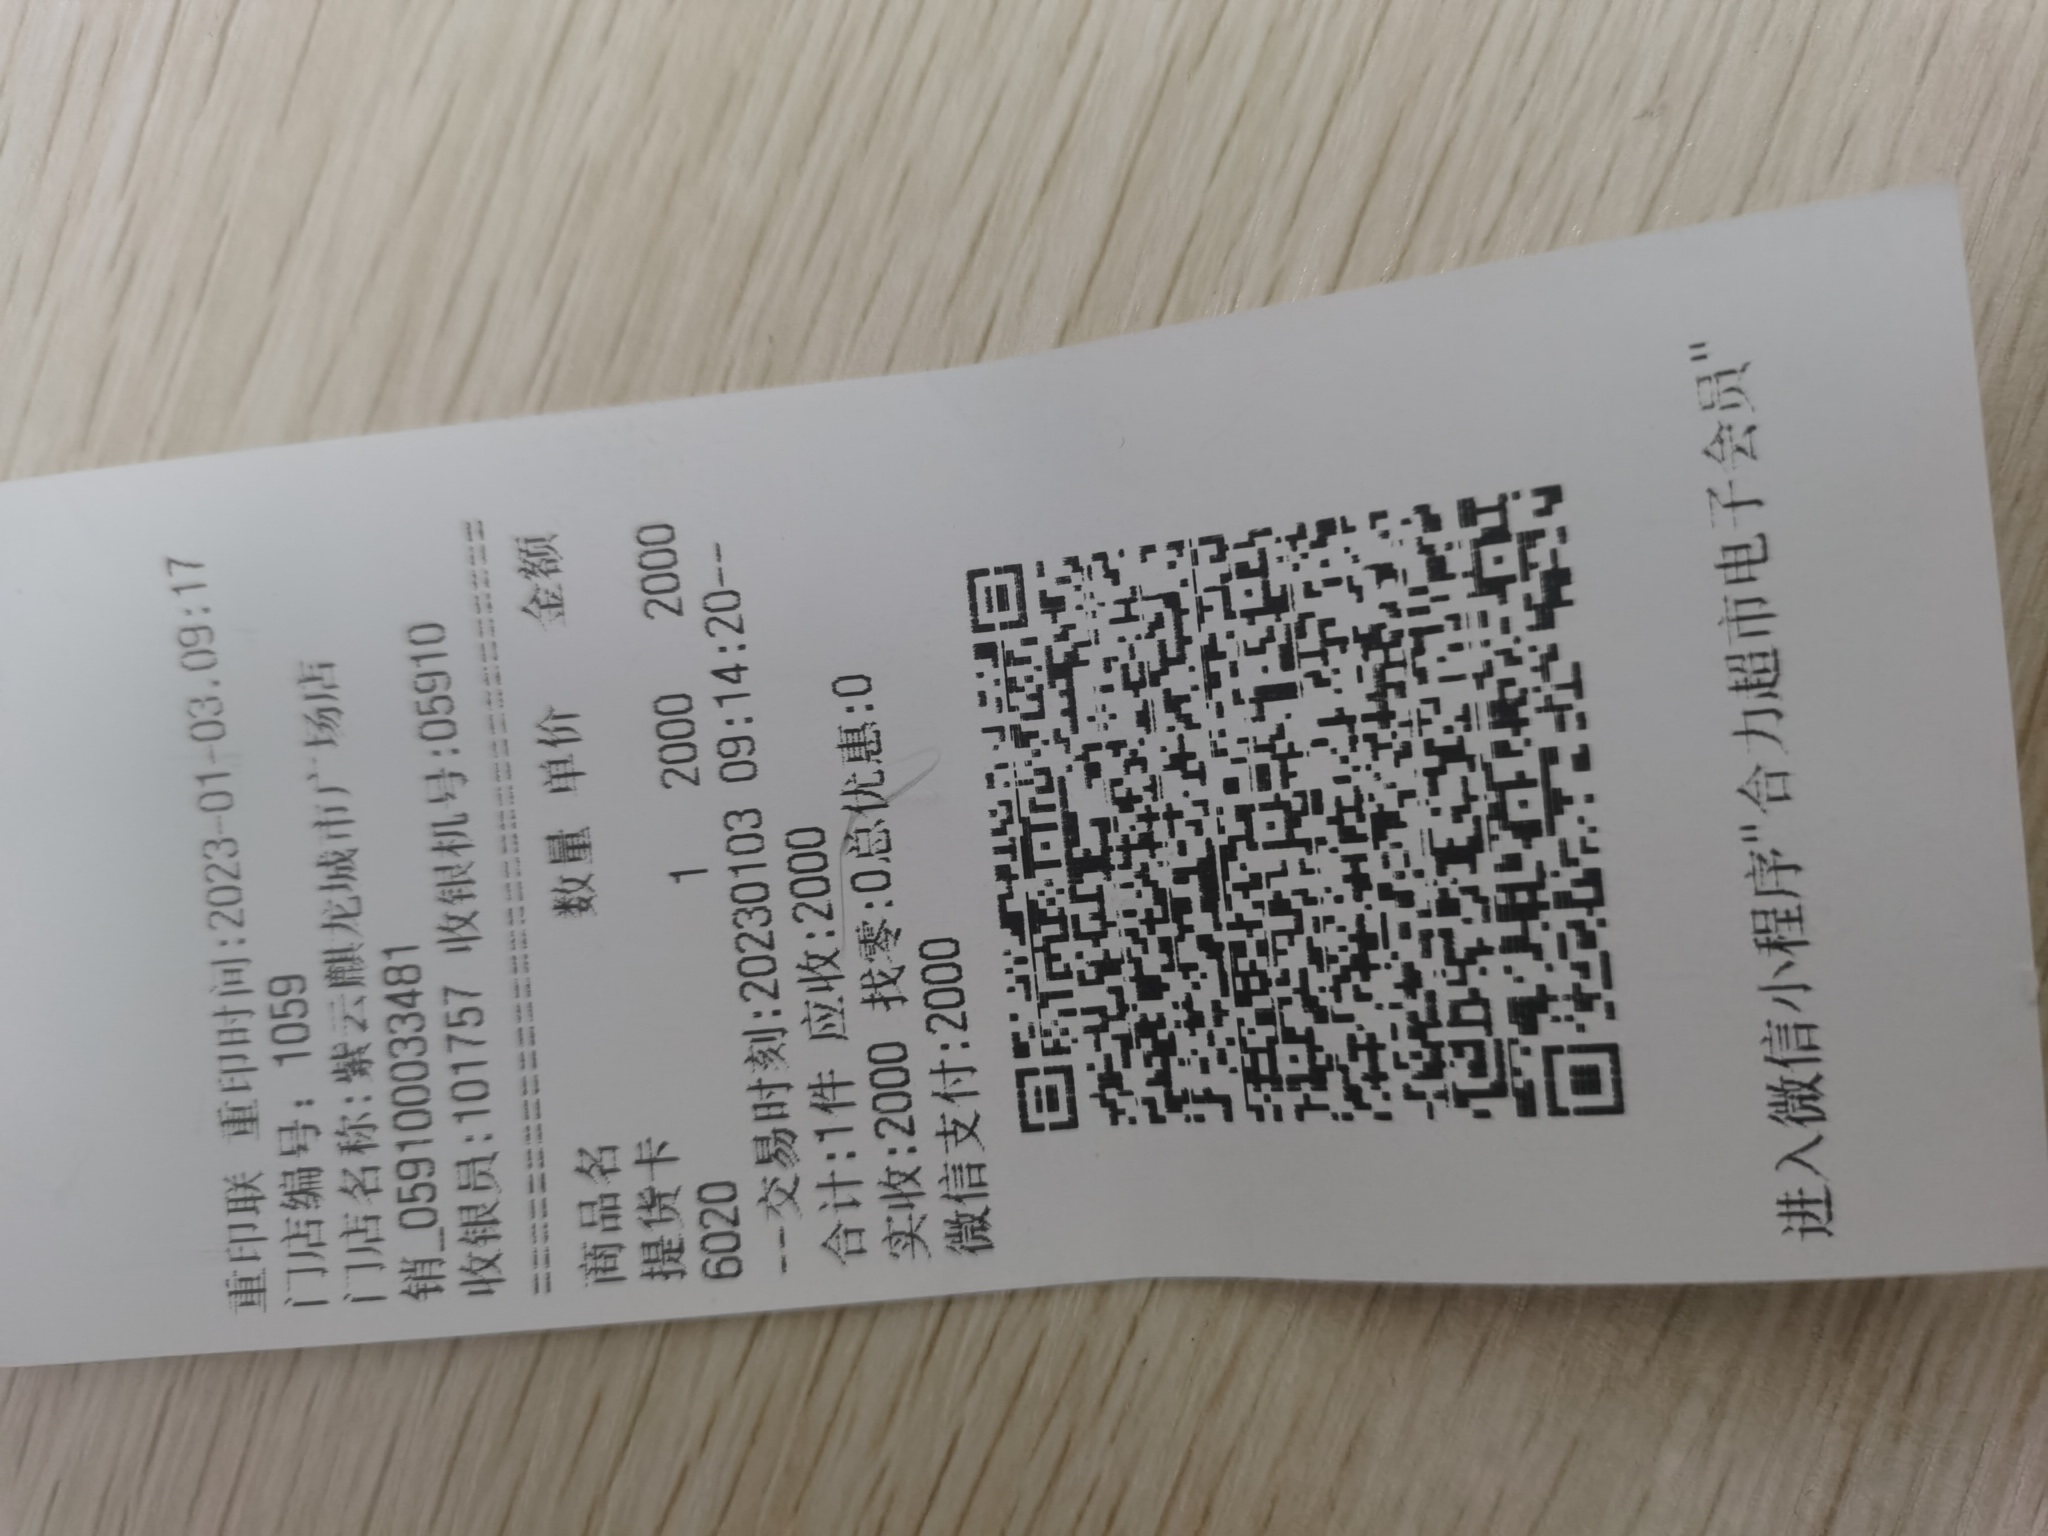 重印联 重印时间:2023-01-03.09:17
门店编号: 1059
门店名称:紫云麒龙城市广场店
销_059100033481
收银员:101757 收银机号:05910
========================================
数量 单价 金额
商品名
提货卡
1 2000 2000
6020
--交易时刻:20230103 09:14:20--
合计:1件 应收:2000
实收:2000 找零:0总优惠:0
微信支付:2000
进入微信小程序"合力超市电子会员"